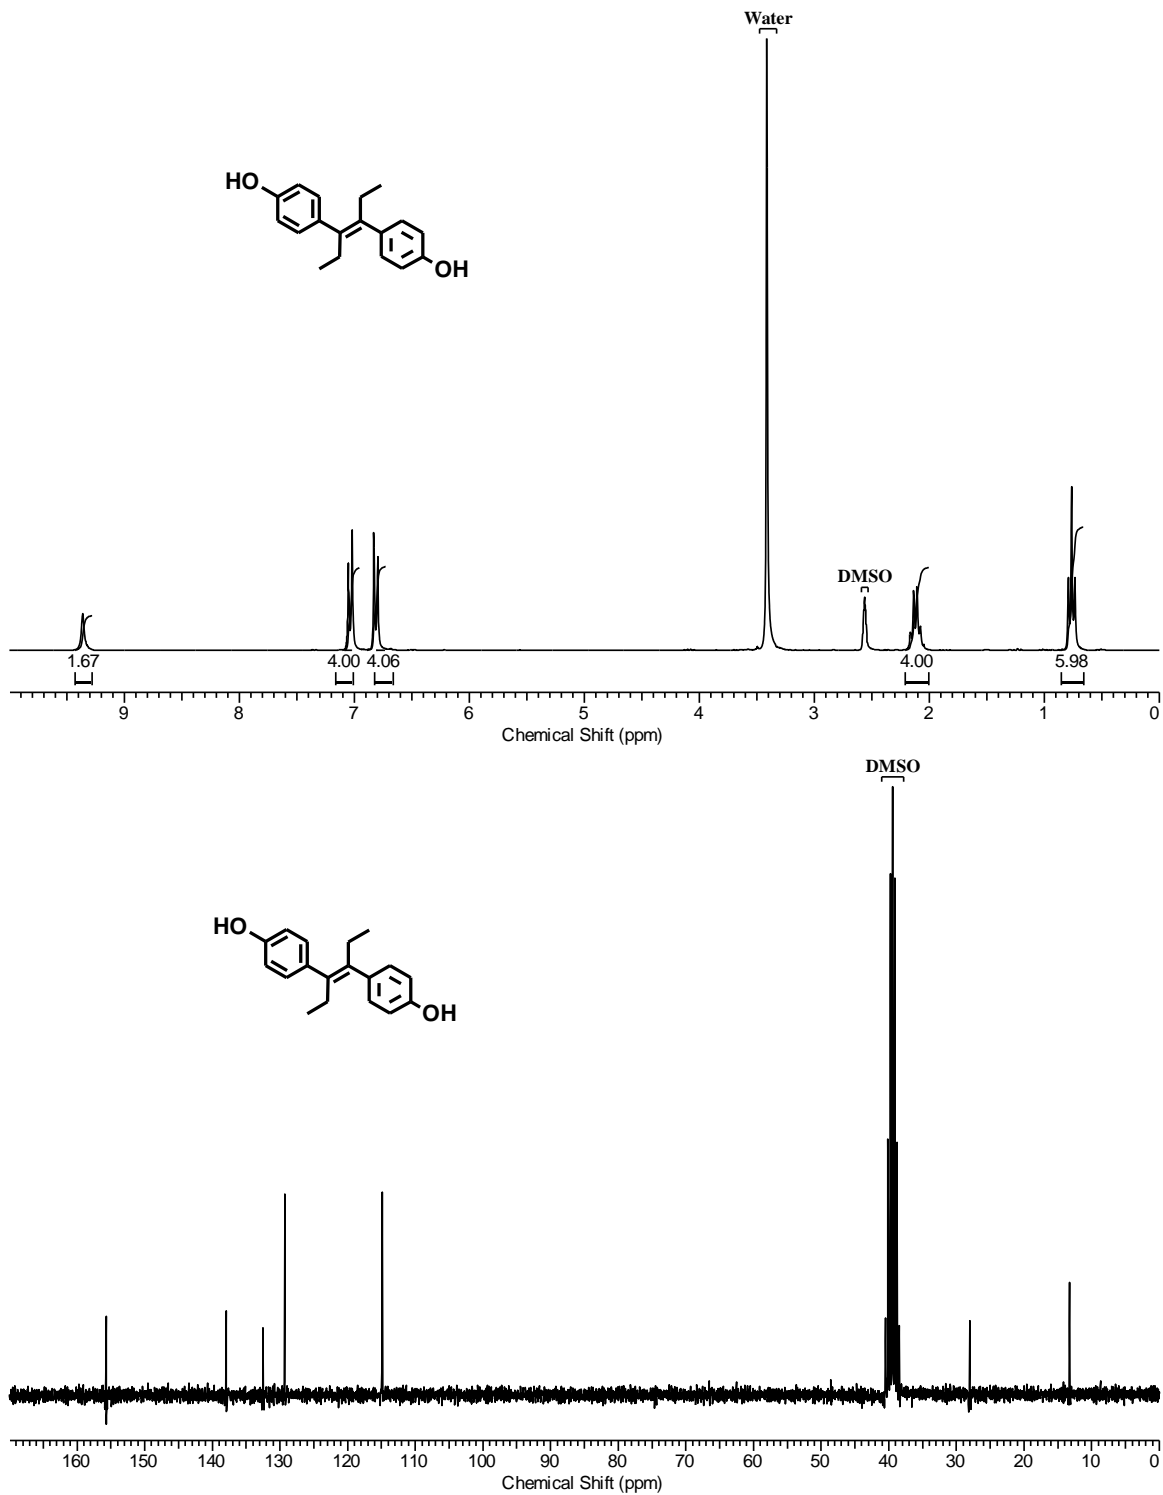 Water
HO
OH
DMSO
1.67 4.00 4.06 4.00 5.98
9 8 7 6 5 4 3 2 1 0
Chemical Shift (ppm)
DMSO
HO
OH
160 150 140 130 120 110 100 90 80 70 60 50 40 30 20 10 0
Chemical Shift (ppm)